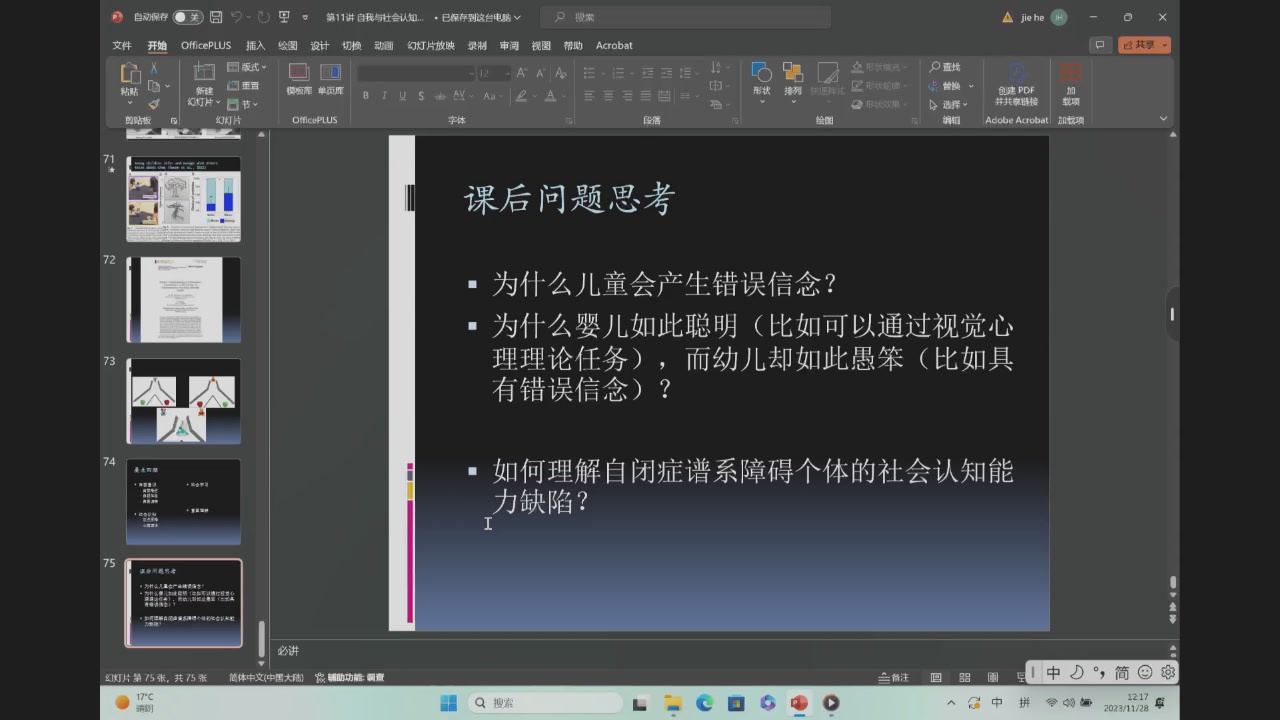 自动保存 关 第11讲 自我与社会认知... • 已保存到这台电脑 搜索 jie he JH
文件 开始 OfficePLUS 插入 绘图 设计 切换 动画 幻灯片放映 录制 审阅 视图 帮助 Acrobat 共享
粘贴 新建 幻灯片 版式 重置 节 模板库 单页库 形状 排列 快速样式 形状填充 形状轮廓 形状效果 查找 替换 选择 创建 PDF 并共享链接 加载项
剪贴板 幻灯片 OfficePLUS 字体 段落 绘图 编辑 Adobe Acrobat 加载项
71
72
73
74
75
课后问题思考
为什么儿童会产生错误信念？
为什么婴儿如此聪明（比如可以通过视觉心
理理论任务），而幼儿却如此愚笨（比如具
有错误信念）？
如何理解自闭症谱系障碍个体的社会认知能
力缺陷？
必讲
幻灯片 第 75 张，共 75 张 简体中文(中国大陆) 辅助功能: 调查 备注
中 简
17°C
晴朗
搜索
中 拼
12:17
2023/11/28